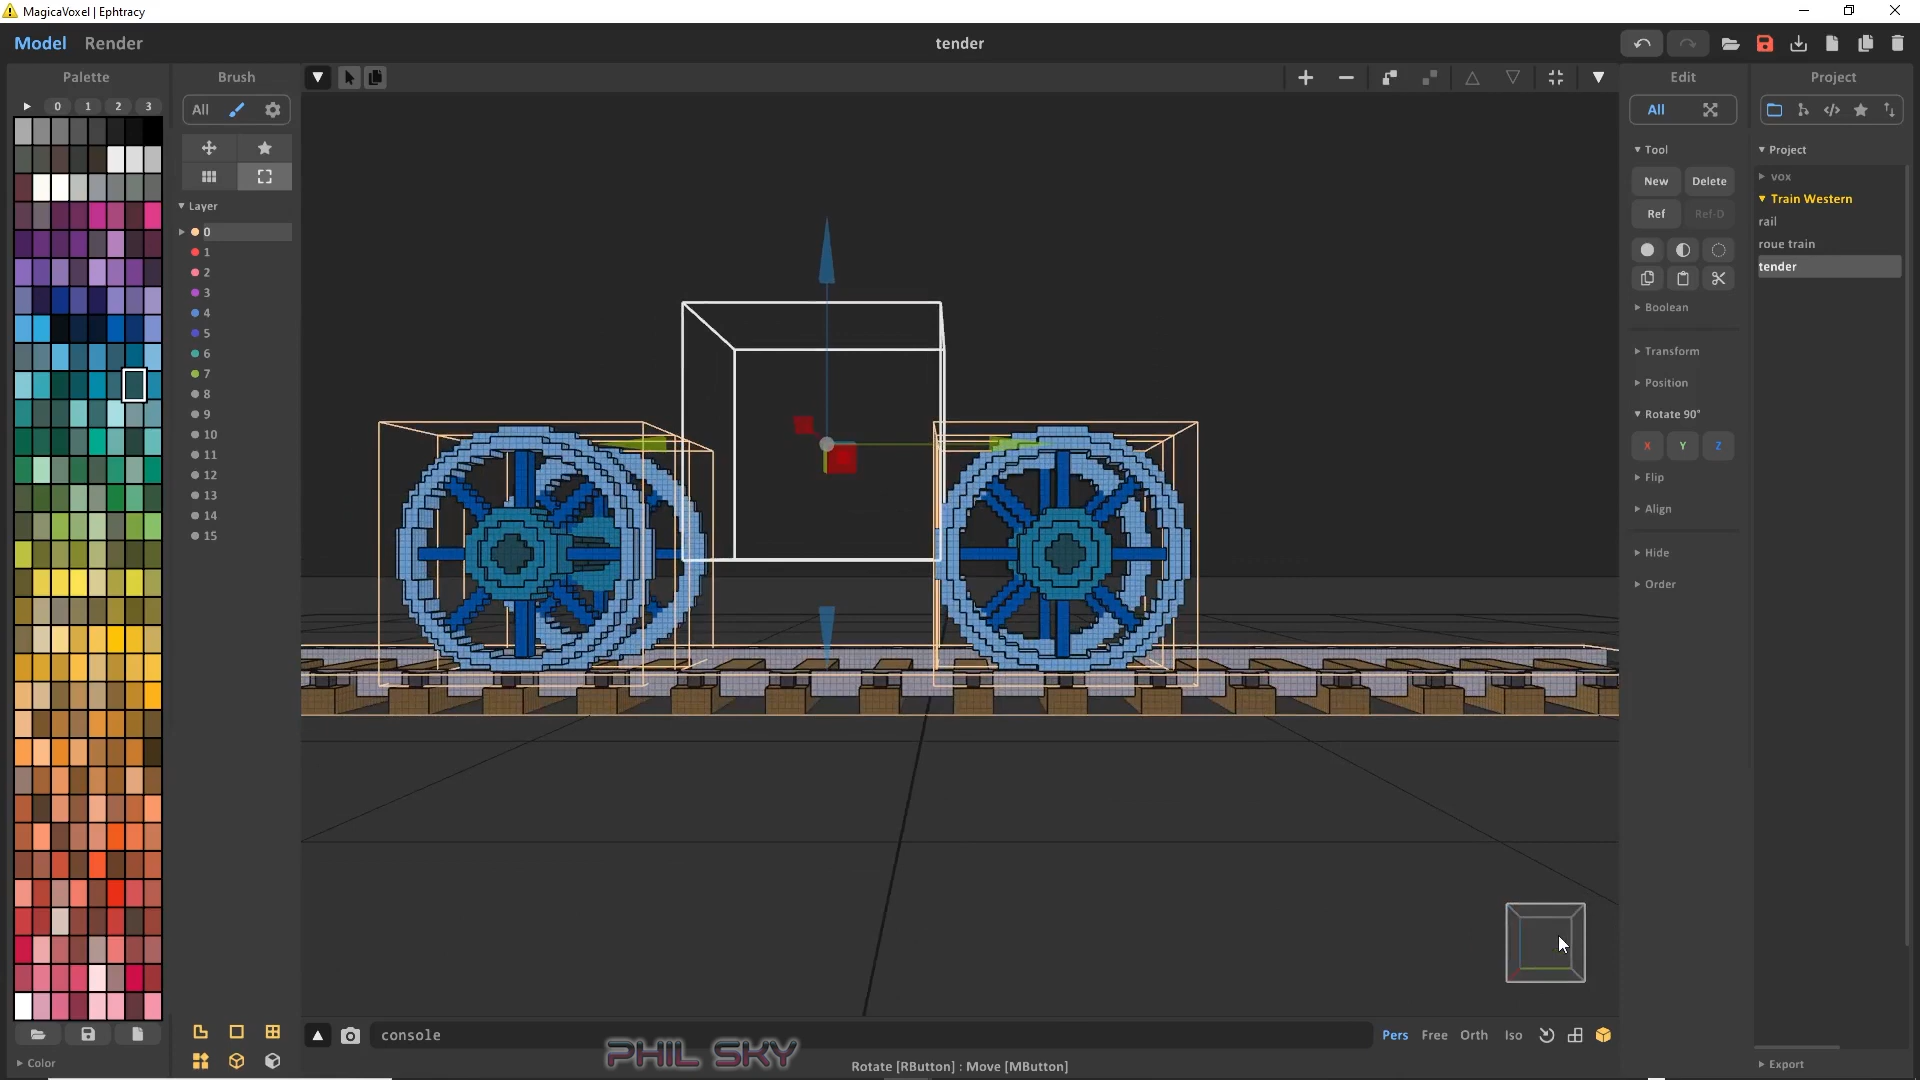 MagicaVoxel | Ephtracy
Model Render
tender
Palette
Brush
Edit
Project
0 1 2 3
All
All
Tool
Project
New Delete
vox
Ref Ref-D
Train Western
Layer
rail
0
roue train
1
tender
2
3
4
5
6
7
8
9
10
11
12
13
14
15
Boolean
Transform
Position
Rotate 90°
X Y Z
Flip
Align
Hide
Order
console
Pers Free Orth Iso
PHIL SKY
Color
Rotate [RButton] : Move [MButton]
Export